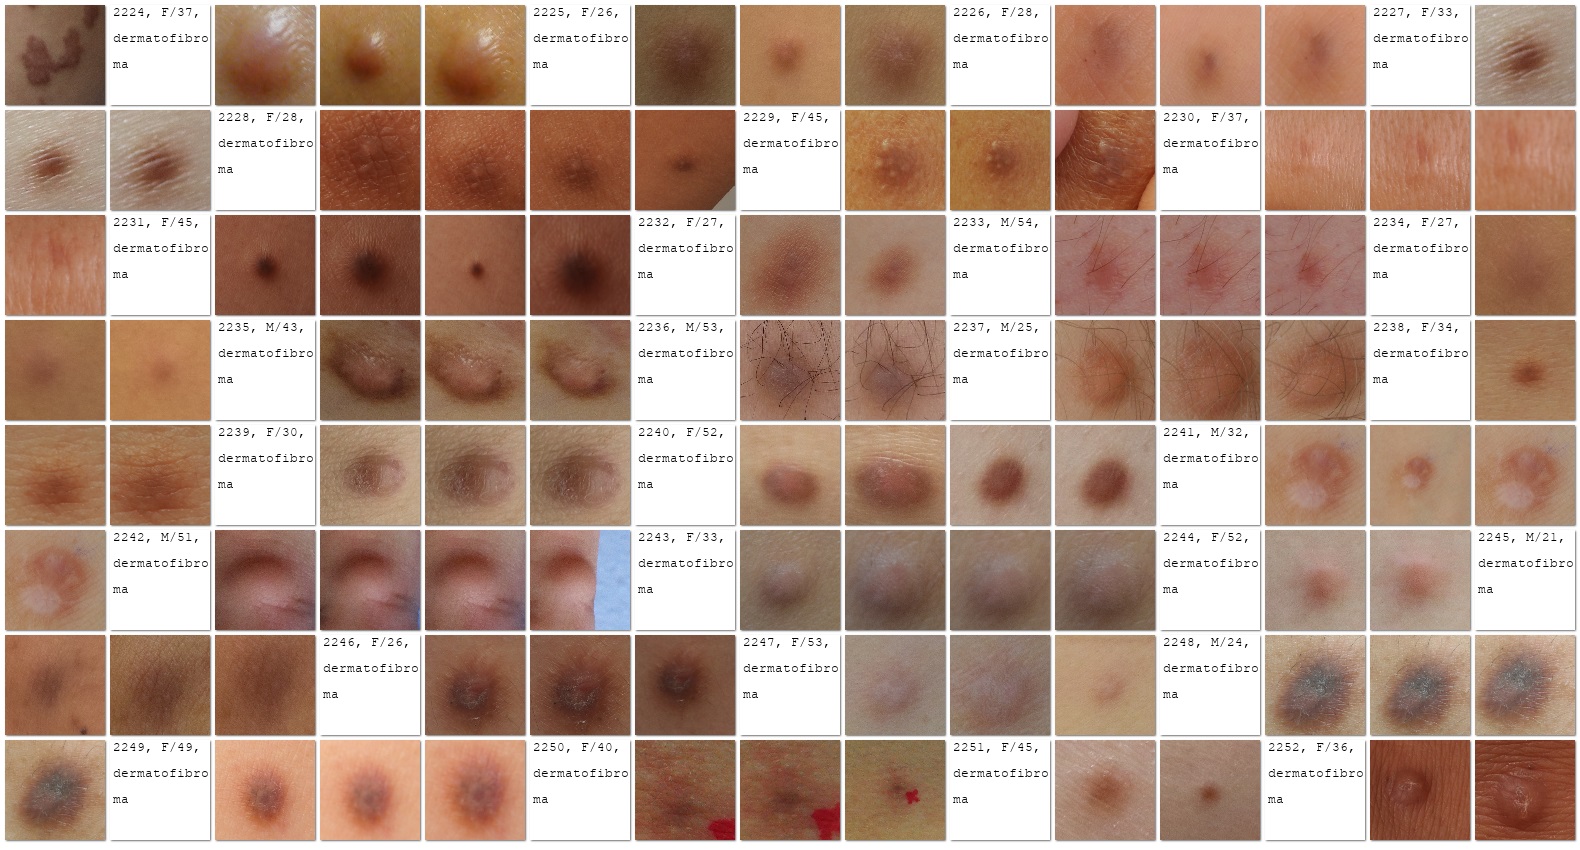 2224, F/37,
dermatofibro
ma
2225, F/26,
dermatofibro
ma
2226, F/28,
dermatofibro
ma
2227, F/33,
dermatofibro
ma
2228, F/28,
dermatofibro
ma
2229, F/45,
dermatofibro
ma
2230, F/37,
dermatofibro
ma
2231, F/45,
dermatofibro
ma
2232, F/27,
dermatofibro
ma
2233, M/54,
dermatofibro
ma
2234, F/27,
dermatofibro
ma
2235, M/43,
dermatofibro
ma
2236, M/53,
dermatofibro
ma
2237, M/25,
dermatofibro
ma
2238, F/34,
dermatofibro
ma
2239, F/30,
dermatofibro
ma
2240, F/52,
dermatofibro
ma
2241, M/32,
dermatofibro
ma
2242, M/51,
dermatofibro
ma
2243, F/33,
dermatofibro
ma
2244, F/52,
dermatofibro
ma
2245, M/21,
dermatofibro
ma
2246, F/26,
dermatofibro
ma
2247, F/53,
dermatofibro
ma
2248, M/24,
dermatofibro
ma
2249, F/49,
dermatofibro
ma
2250, F/40,
dermatofibro
ma
2251, F/45,
dermatofibro
ma
2252, F/36,
dermatofibro
ma